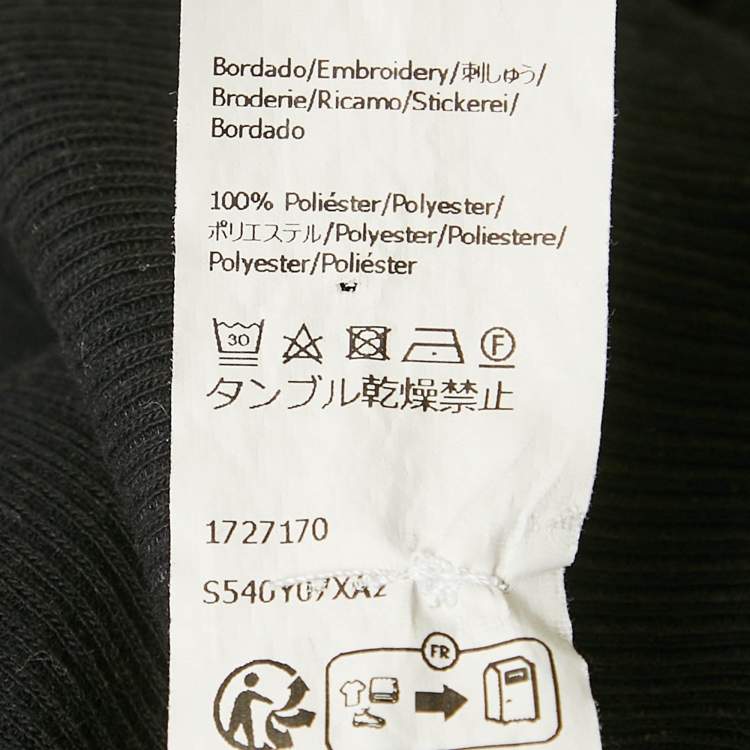 Bordado/Embroidery/刺しゅう/
Broderie/Ricamo/Stickerei/
Bordado
100% Poliéster/Polyester/
ポリエステル/Polyester/Poliestere/
Polyester/Poliéster
30 F
タンブル乾燥禁止
1727170
S540Y07XA2
FR